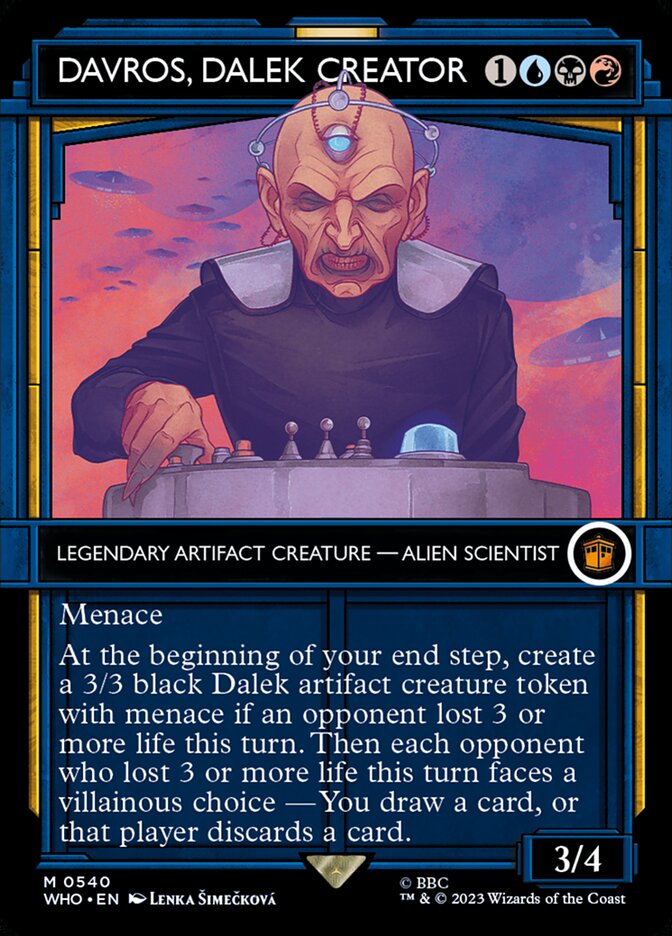 DAVROS, DALEK CREATOR 1
LEGENDARY ARTIFACT CREATURE — ALIEN SCIENTIST
Menace
At the beginning of your end step, create
a 3/3 black Dalek artifact creature token
with menace if an opponent lost 3 or
more life this turn. Then each opponent
who lost 3 or more life this turn faces a
villainous choice — You draw a card, or
that player discards a card.
3/4
M 0540
WHO • EN LENKA ŠIMEČKOVÁ
© BBC
™ & © 2023 Wizards of the Coast